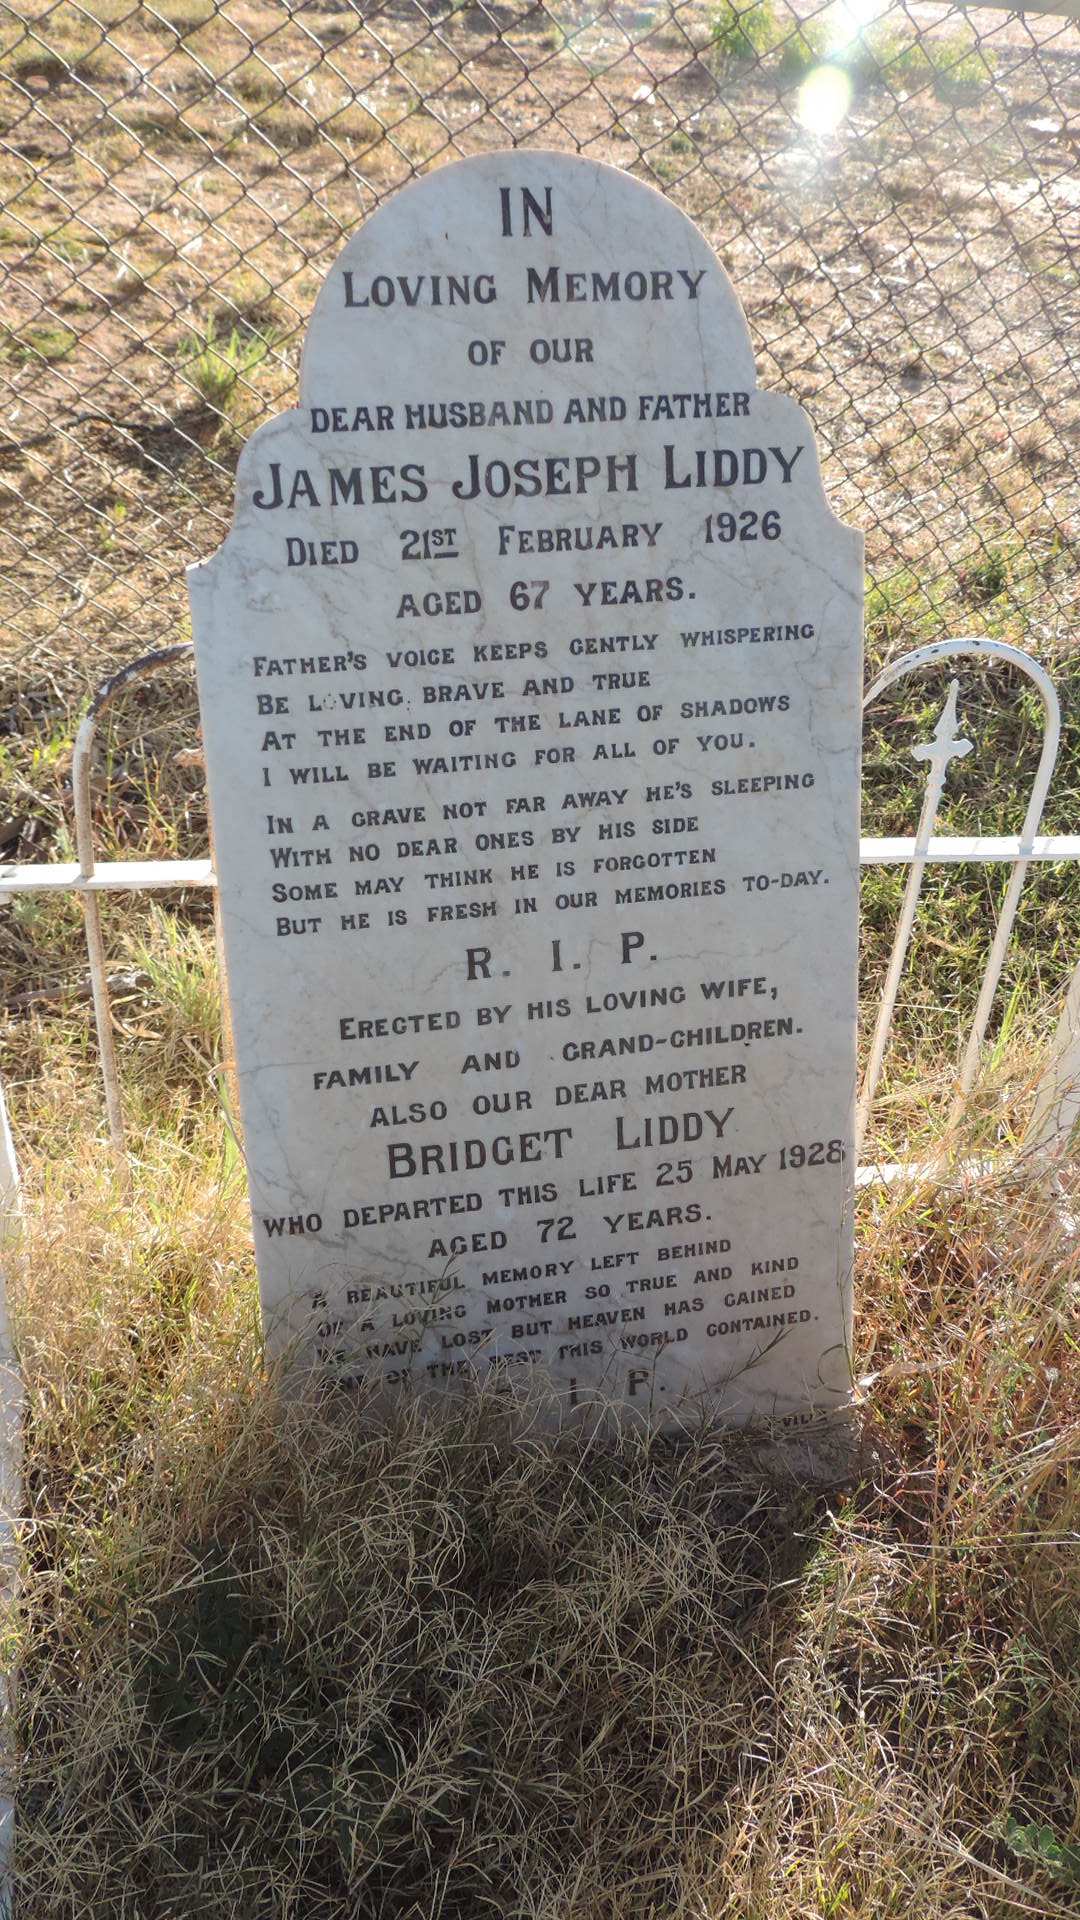 IN
LOVING MEMORY
OF OUR
DEAR HUSBAND AND FATHER
JAMES JOSEPH LIDDY
DIED 21ST FEBRUARY 1926
AGED 67 YEARS.
FATHER'S VOICE KEEPS GENTLY WHISPERING
BE LOVING, BRAVE AND TRUE
AT THE END OF THE LANE OF SHADOWS
I WILL BE WAITING FOR ALL OF YOU.
IN A GRAVE NOT FAR AWAY HE'S SLEEPING
WITH NO DEAR ONES BY HIS SIDE
SOME MAY THINK HE IS FORGOTTEN
BUT HE IS FRESH IN OUR MEMORIES TO-DAY.
R. I. P.
ERECTED BY HIS LOVING WIFE,
FAMILY AND GRAND-CHILDREN.
ALSO OUR DEAR MOTHER
BRIDGET LIDDY
WHO DEPARTED THIS LIFE 25 MAY 1928
AGED 72 YEARS.
A BEAUTIFUL MEMORY LEFT BEHIND
OF A LOVING MOTHER SO TRUE AND KIND
WE HAVE LOST BUT HEAVEN HAS GAINED
OF THE BEST THIS WORLD CONTAINED.
I P.